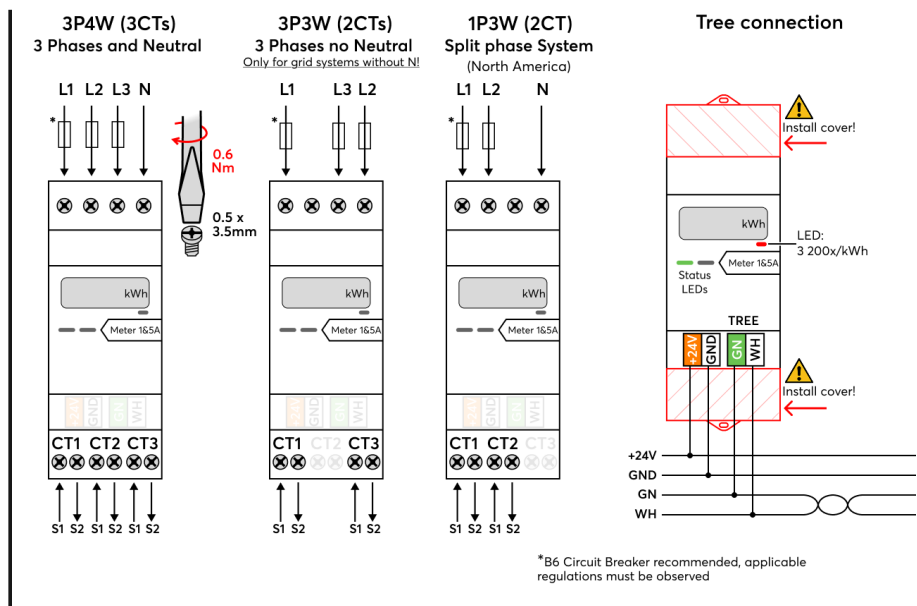 3P4W (3CTs)
3 Phases and Neutral
L1 L2 L3 N
*
0.6
Nm
0.5 x
3.5mm
kWh
Meter 1&5A
+24V GND GN WH
CT1 CT2 CT3
S1 S2 S1 S2 S1 S2
3P3W (2CTs)
3 Phases no Neutral
Only for grid systems without N!
L1 L3 L2
*
kWh
Meter 1&5A
+24V GND GN WH
CT1 CT2 CT3
S1 S2 S1 S2
1P3W (2CT)
Split phase System
(North America)
L1 L2 N
*
kWh
Meter 1&5A
+24V GND GN WH
CT1 CT2 CT3
S1 S2 S1 S2
Tree connection
Install cover!
kWh
LED:
3 200x/kWh
Meter 1&5A
Status
LEDs
TREE
+24V GND GN WH
Install cover!
+24V
GND
GN
WH
*B6 Circuit Breaker recommended, applicable
regulations must be observed